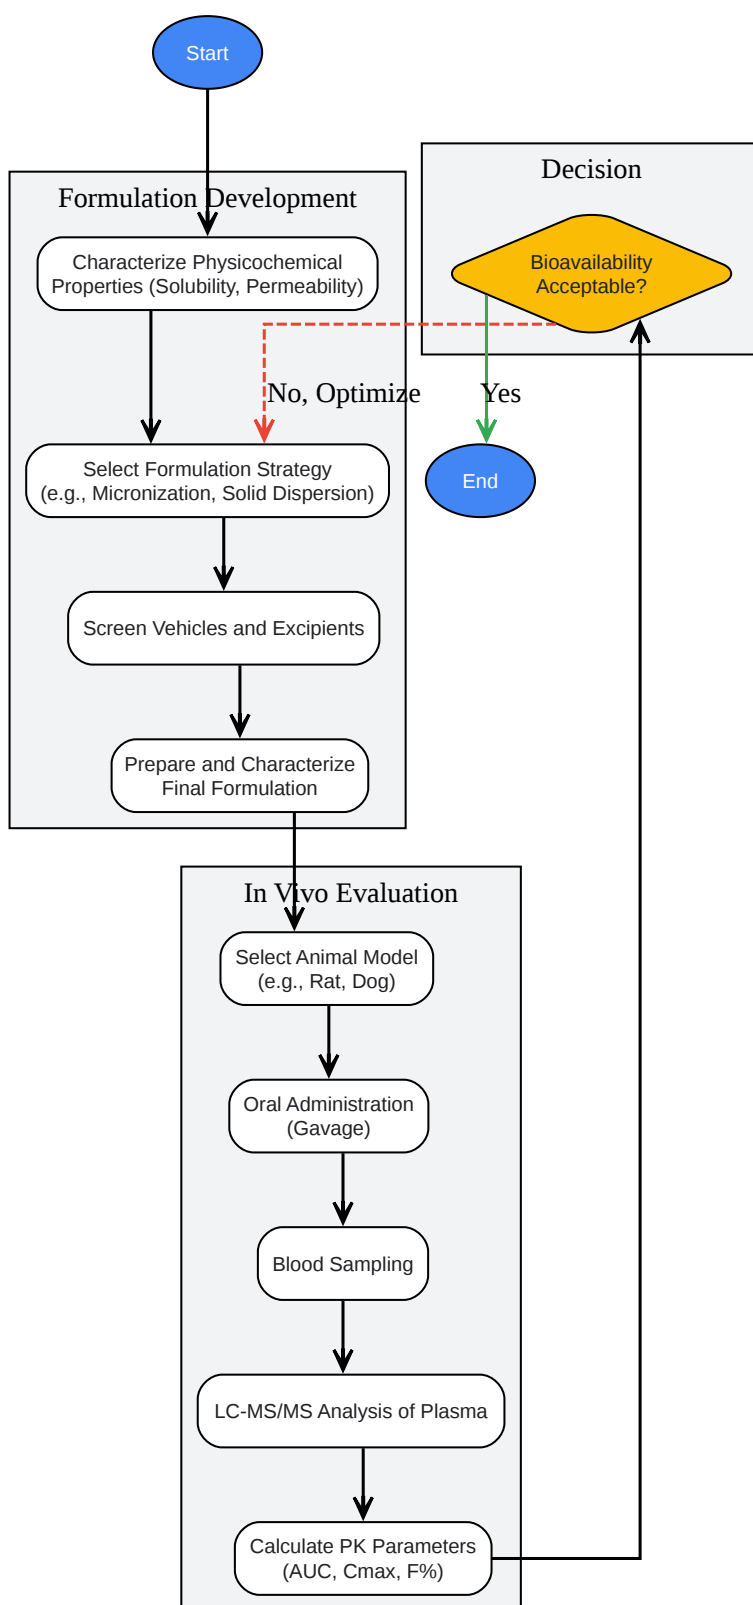 Start
Formulation Development
Characterize Physicochemical
Properties (Solubility, Permeability)
Decision
Bioavailability
Acceptable?
No, Optimize
Yes
Select Formulation Strategy
(e.g., Micronization, Solid Dispersion)
End
Screen Vehicles and Excipients
Prepare and Characterize
Final Formulation
In Vivo Evaluation
Select Animal Model
(e.g., Rat, Dog)
Oral Administration
(Gavage)
Blood Sampling
LC-MS/MS Analysis of Plasma
Calculate PK Parameters
(AUC, Cmax, F%)